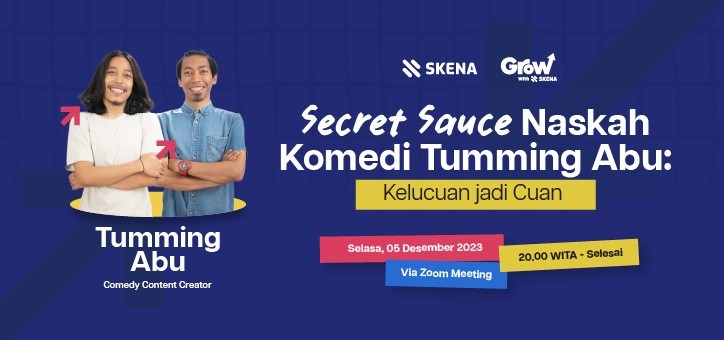 SKENA
Grow
with SKENA
Secret Sauce Naskah
Komedi Tumming Abu:
Kelucuan jadi Cuan
Tumming
Abu
Comedy Content Creator
Selasa, 05 Desember 2023
20.00 WITA - Selesai
Via Zoom Meeting